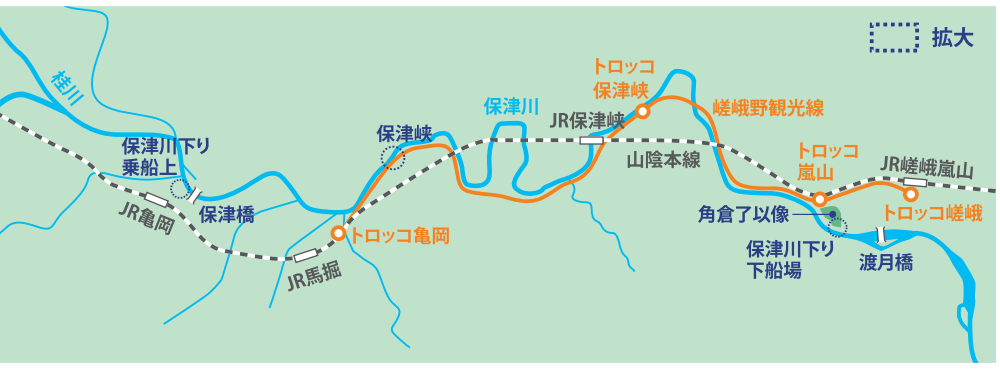 拡大
桂川
保津川下り
乗船上
JR亀岡
保津橋
JR馬堀
トロッコ亀岡
保津峡
保津川
JR保津峡
トロッコ
保津峡
山陰本線
嵯峨野観光線
トロッコ
嵐山
JR嵯峨嵐山
トロッコ嵯峨
角倉了以像
保津川下り
下船場
渡月橋